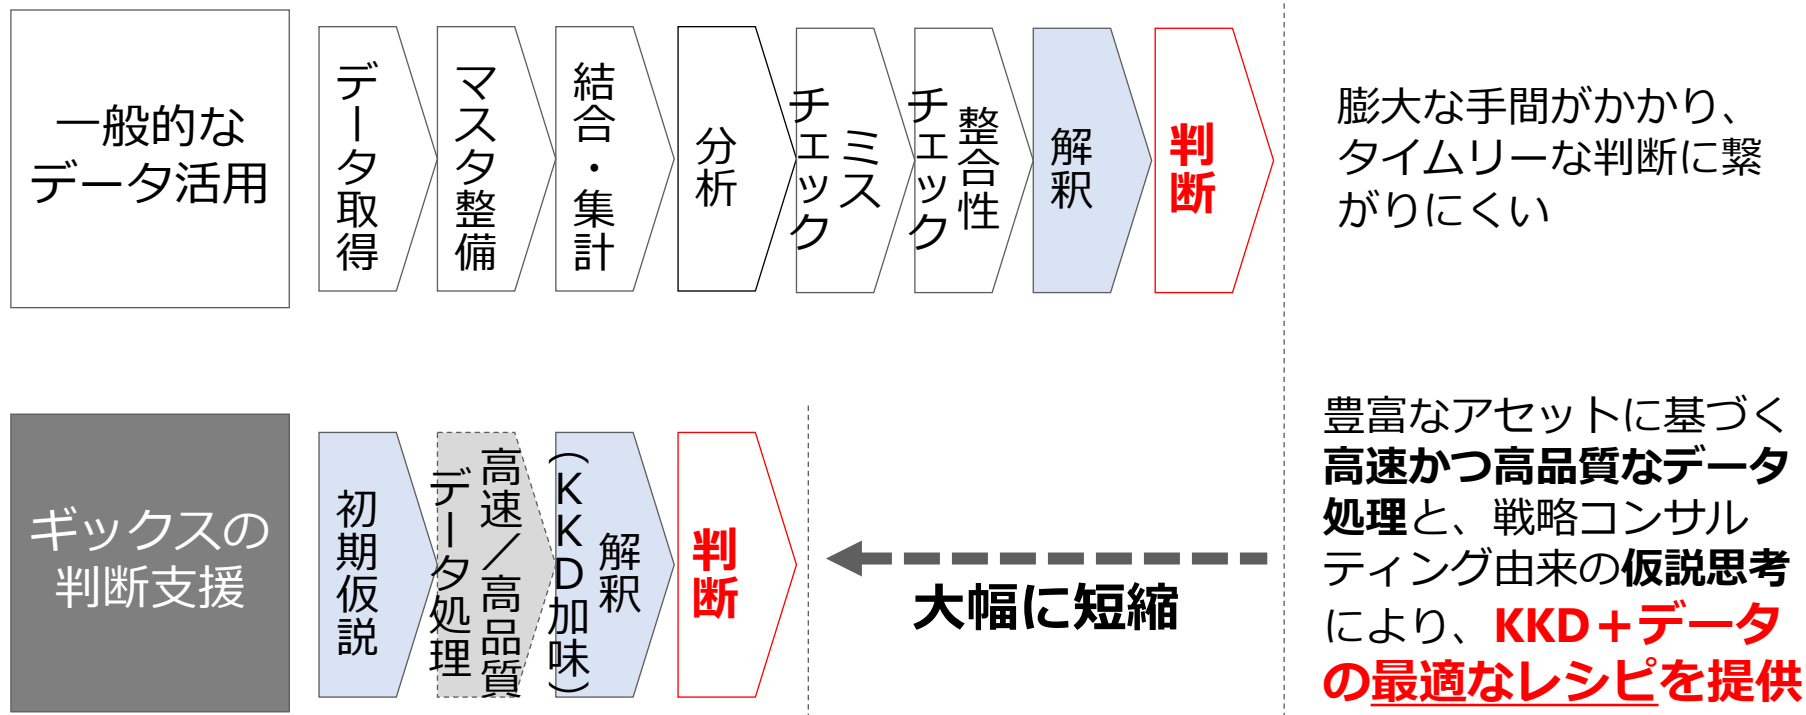 一般的な
データ活用
データ取得
マスタ整備
結合・集計
分析
ミス
チェック
整合性
チェック
解釈
判断
膨大な手間がかかり、
タイムリーな判断に繋
がりにくい
ギックスの
判断支援
初期仮説
高速／高品質
データ処理
解釈
（KKD加味）
判断
大幅に短縮
豊富なアセットに基づく
高速かつ高品質なデータ
処理と、戦略コンサル
ティング由来の仮説思考
により、KKD＋データ
の最適なレシピを提供